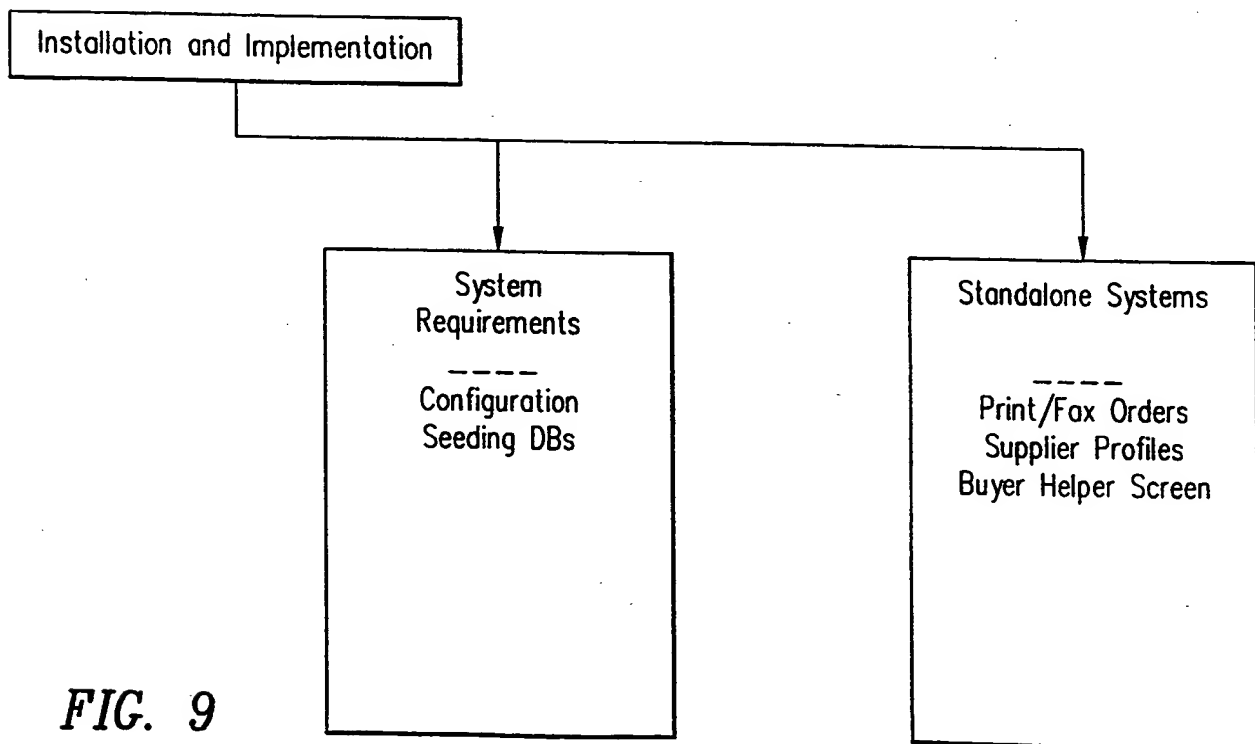 Installation and Implementation
System
Requirements
----
Configuration
Seeding DBs
Standalone Systems
----
Print/Fax Orders
Supplier Profiles
Buyer Helper Screen
FIG. 9